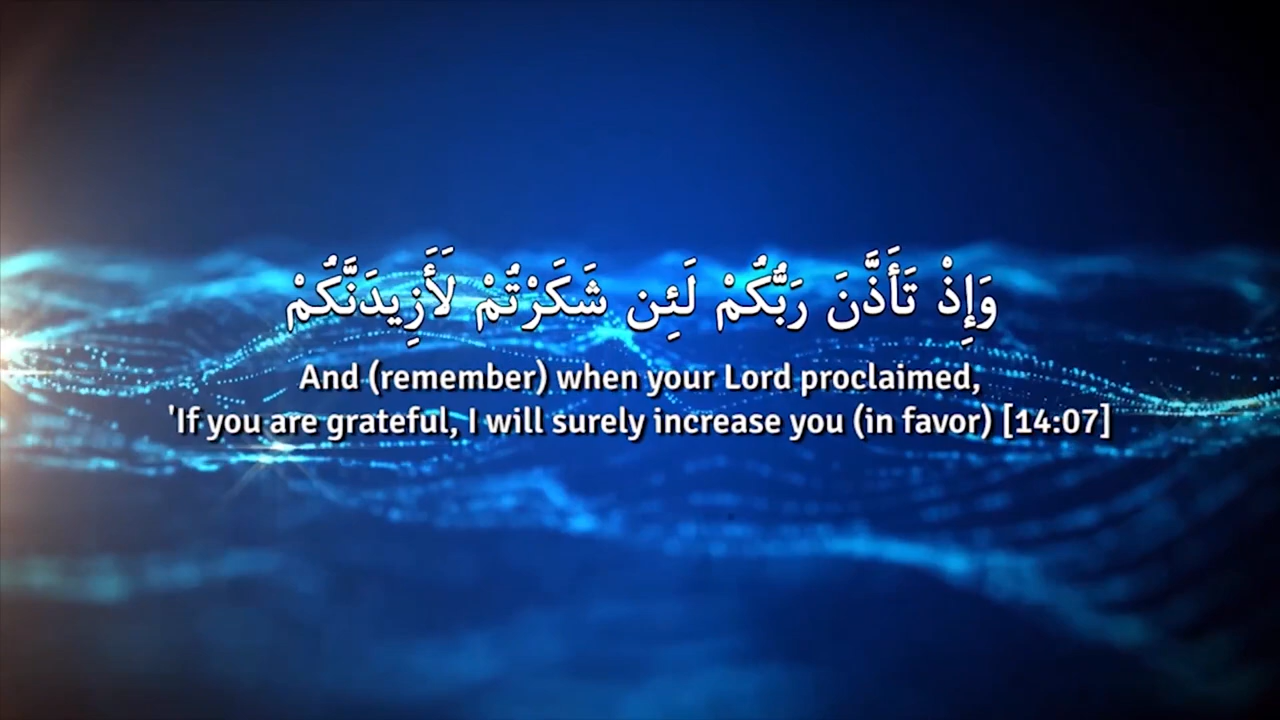 وَإِذْ تَأَذَّنَ رَبُّكُمْ لَئِن شَكَرْتُمْ لَأَزِيدَنَّكُمْ
And (remember) when your Lord proclaimed,
'If you are grateful, I will surely increase you (in favor) [14:07]